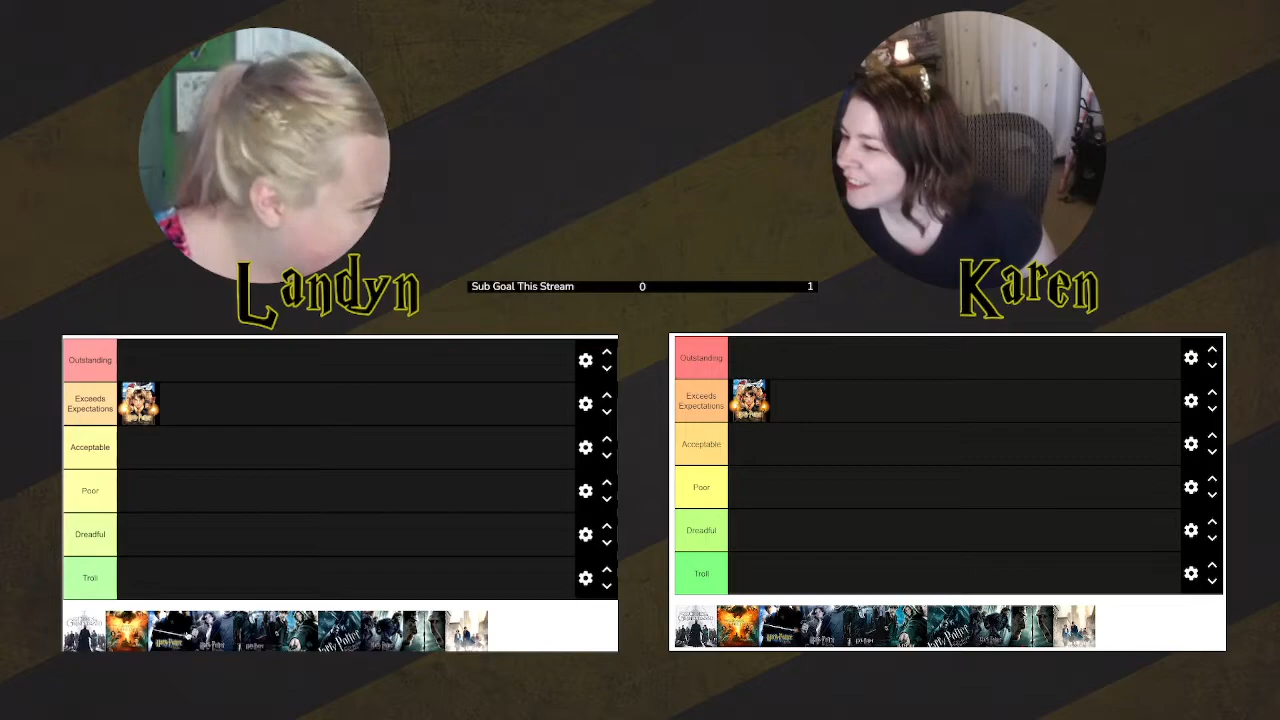 Landyn
Karen
Sub Goal This Stream 0 1
Outstanding
Exceeds
Expectations
Acceptable
Poor
Dreadful
Troll
Outstanding
Exceeds
Expectations
Acceptable
Poor
Dreadful
Troll